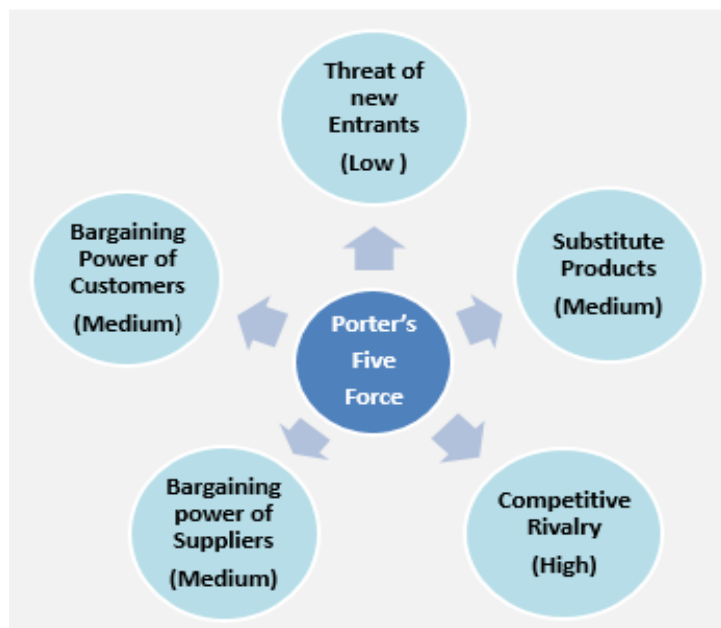 Threat of
new
Entrants
(Low )
Bargaining
Power of
Customers
(Medium)
Substitute
Products
(Medium)
Porter's
Five
Force
Bargaining
power of
Suppliers
(Medium)
Competitive
Rivalry
(High)